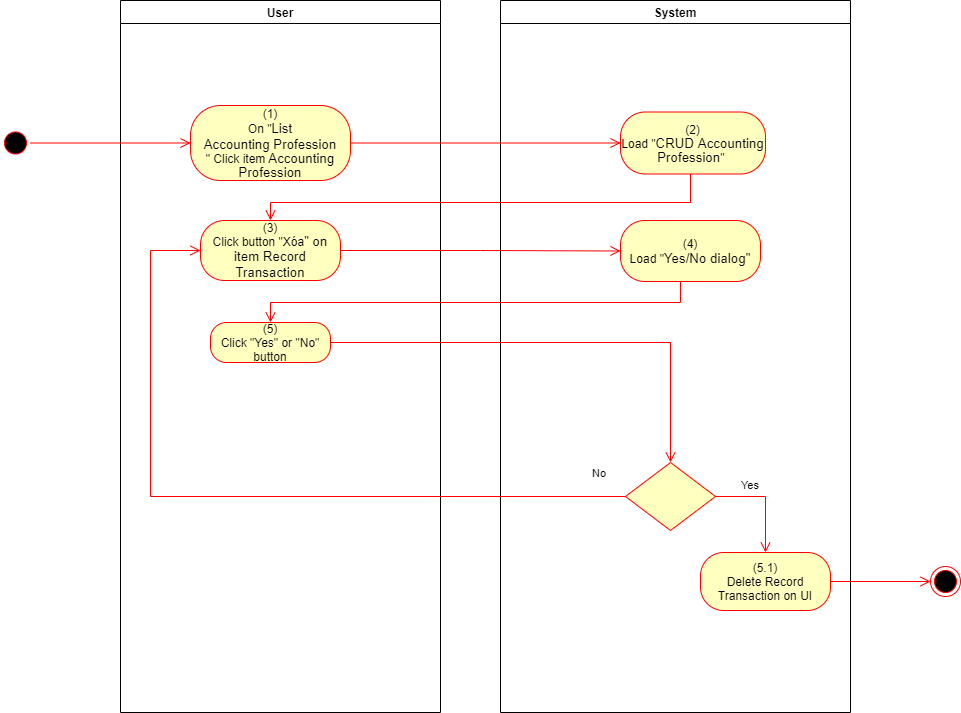 User
System
(1)
On "List
Accounting Profession
" Click item Accounting
Profession
(2)
Load "CRUD Accounting
Profession"
(3)
Click button "Xóa" on
item Record
Transaction
(4)
Load "Yes/No dialog"
(5)
Click "Yes" or "No"
button
No
Yes
(5.1)
Delete Record
Transaction on UI